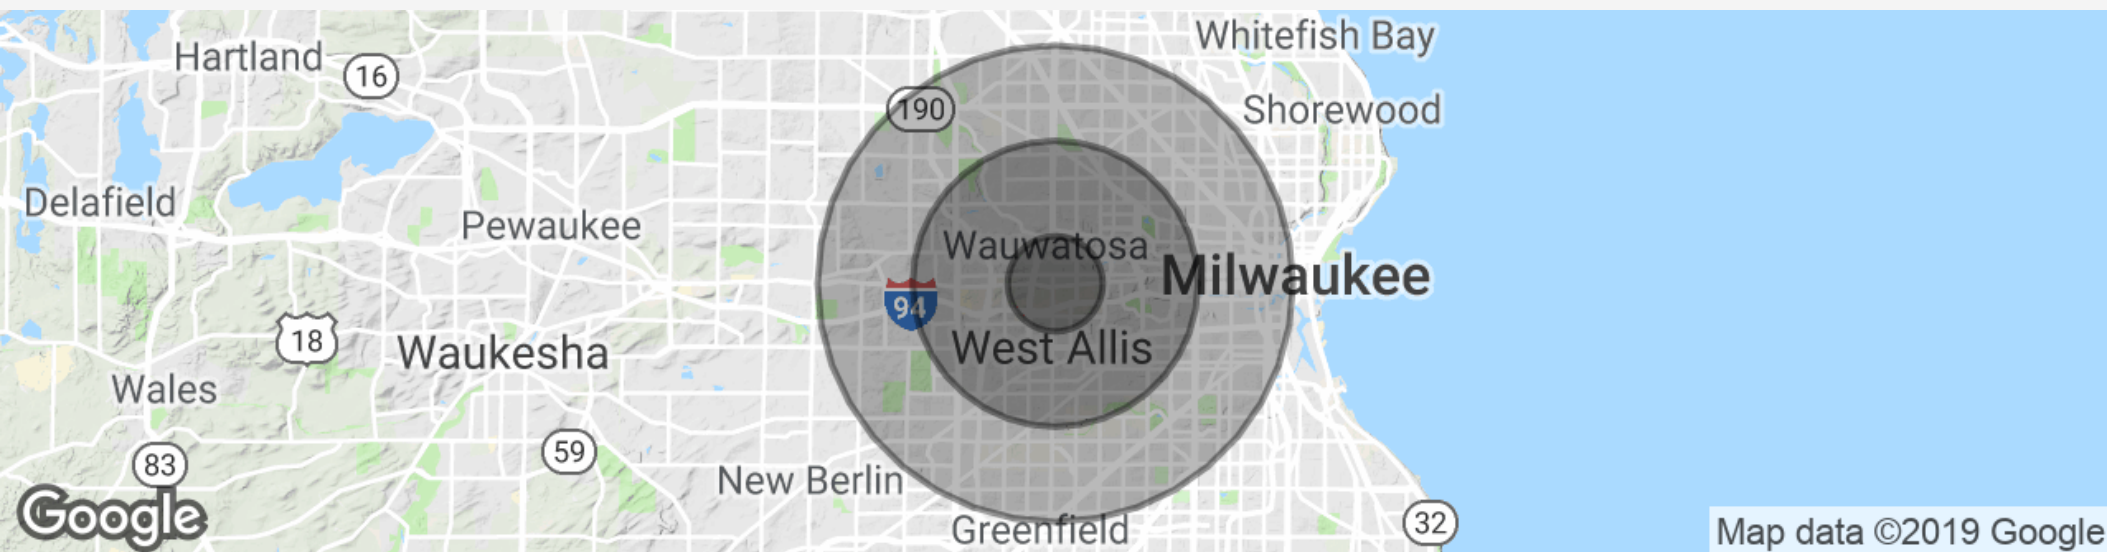 Whitefish Bay
Hartland
16
190
Shorewood
Delafield
Pewaukee
Wauwatosa
Milwaukee
94
18
West Allis
Waukesha
Wales
59
83
New Berlin
Google
Greenfield
32
Map data ©2019 Google